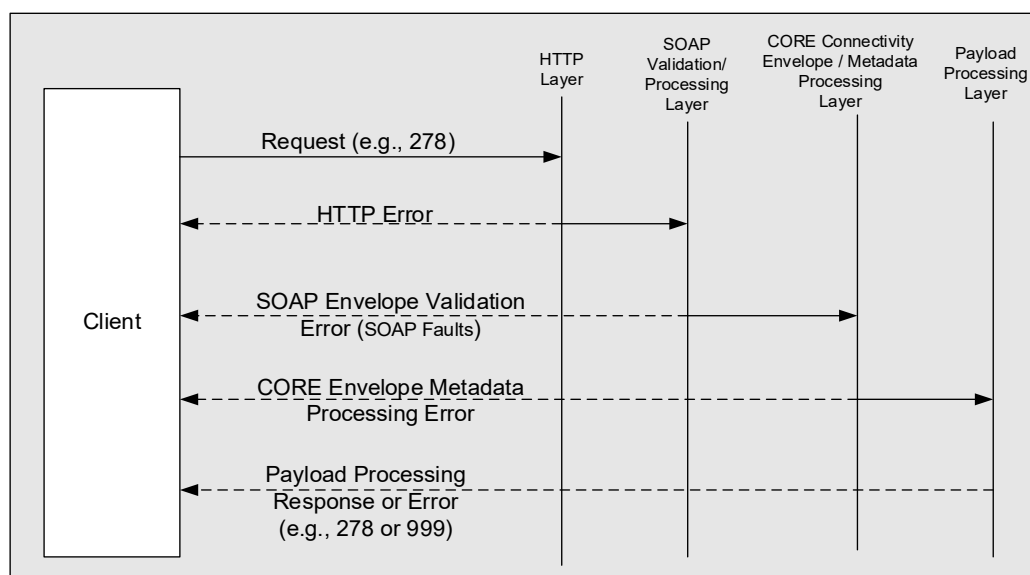 HTTP
Layer
SOAP
Validation/
Processing
Layer
CORE Connectivity
Envelope / Metadata
Processing
Layer
Payload
Processing
Layer
Client
Request (e.g., 278)
HTTP Error
SOAP Envelope Validation
Error (SOAP Faults)
CORE Envelope Metadata
Processing Error
Payload Processing
Response or Error
(e.g., 278 or 999)